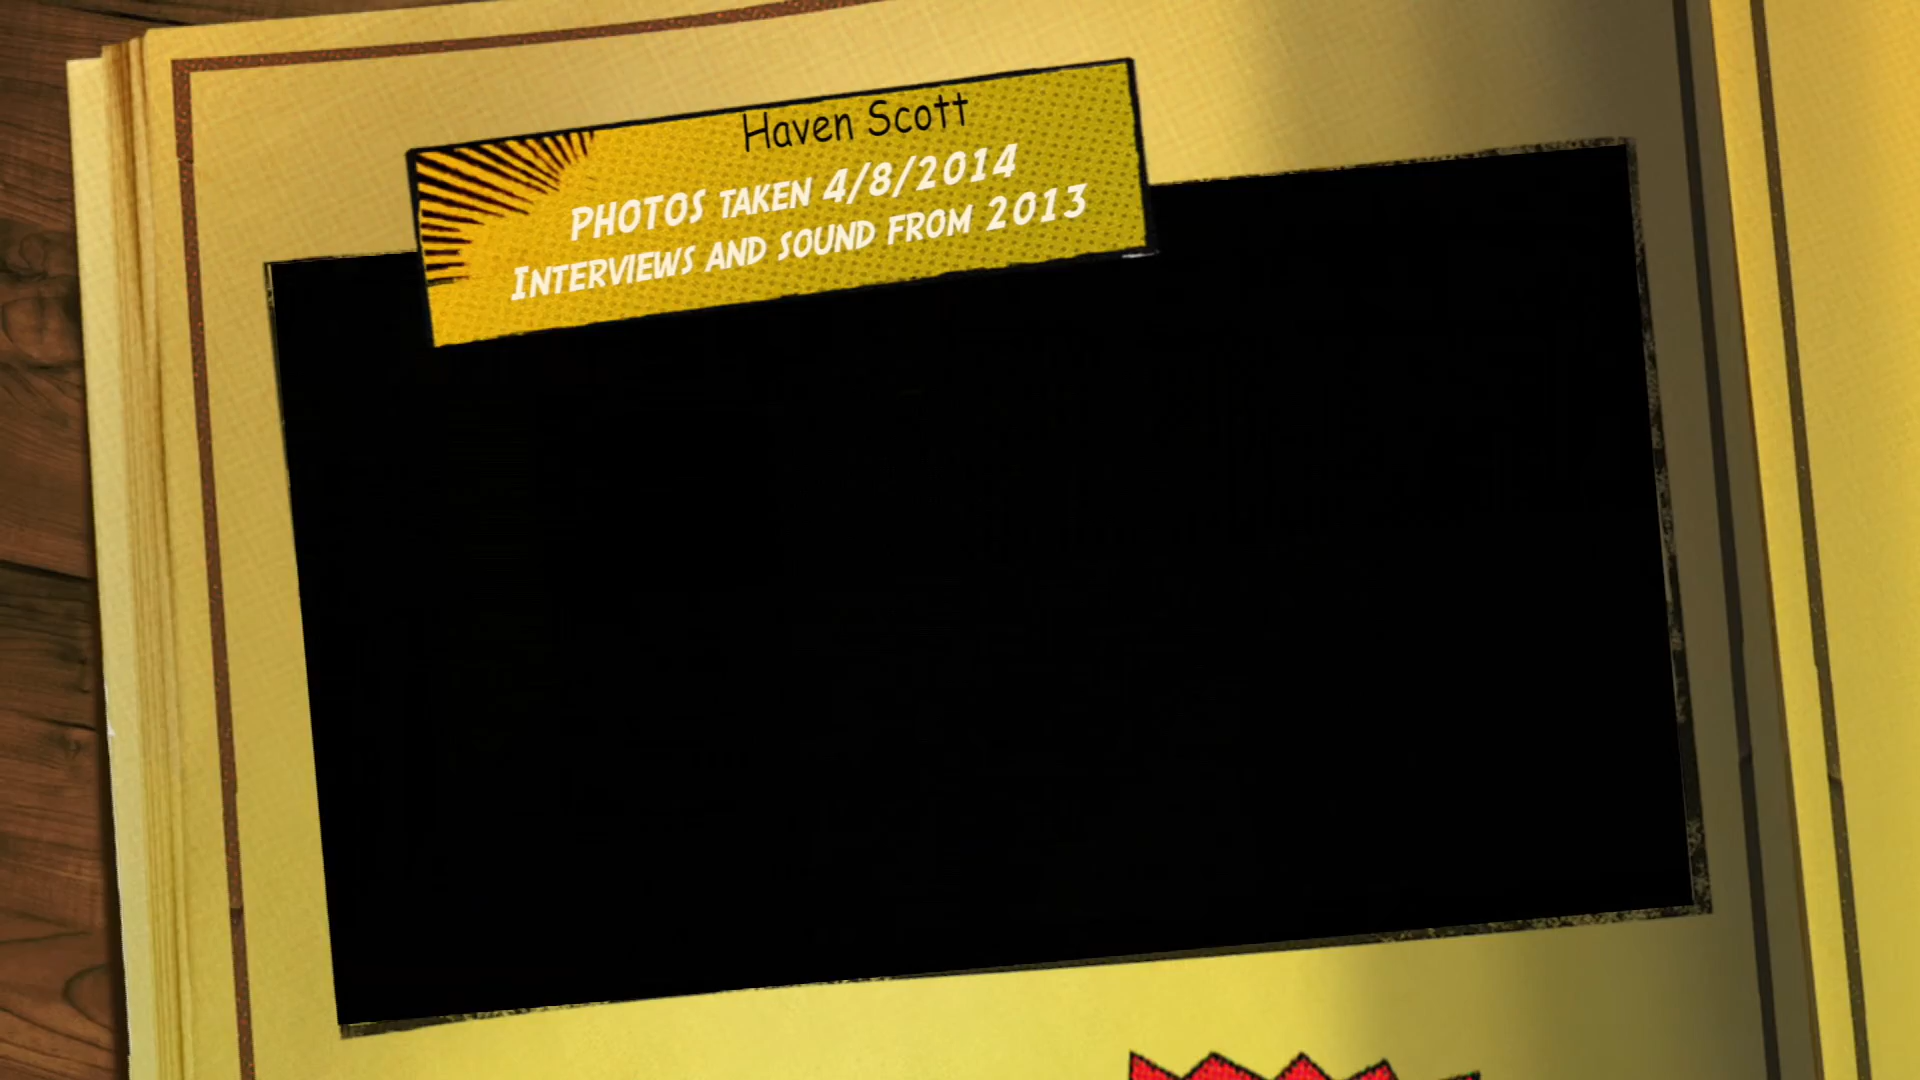 Haven Scott
PHOTOS TAKEN 4/8/2014
INTERVIEWS AND SOUND FROM 2013